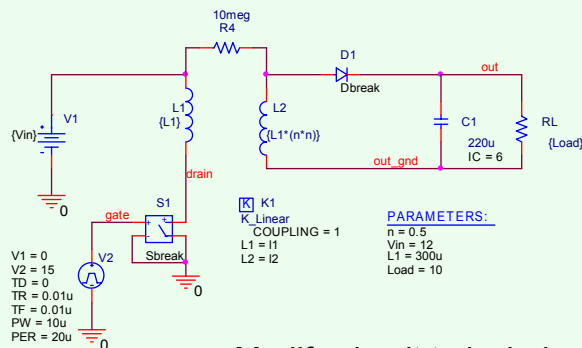 10meg
R4
D1
Dbreak
out
V1
{Vin}
L1
{L1}
L2
{L1*(n*n)}
C1
220u
IC = 6
RL
{Load}
out_gnd
drain
0
gate
S1
Sbreak
0
K K1
K_Linear
COUPLING = 1
L1 = l1
L2 = l2
PARAMETERS:
n = 0.5
Vin = 12
L1 = 300u
Load = 10
V1 = 0
V2 = 15
TD = 0
TR = 0.01u
TF = 0.01u
PW = 10u
PER = 20u
V2
0